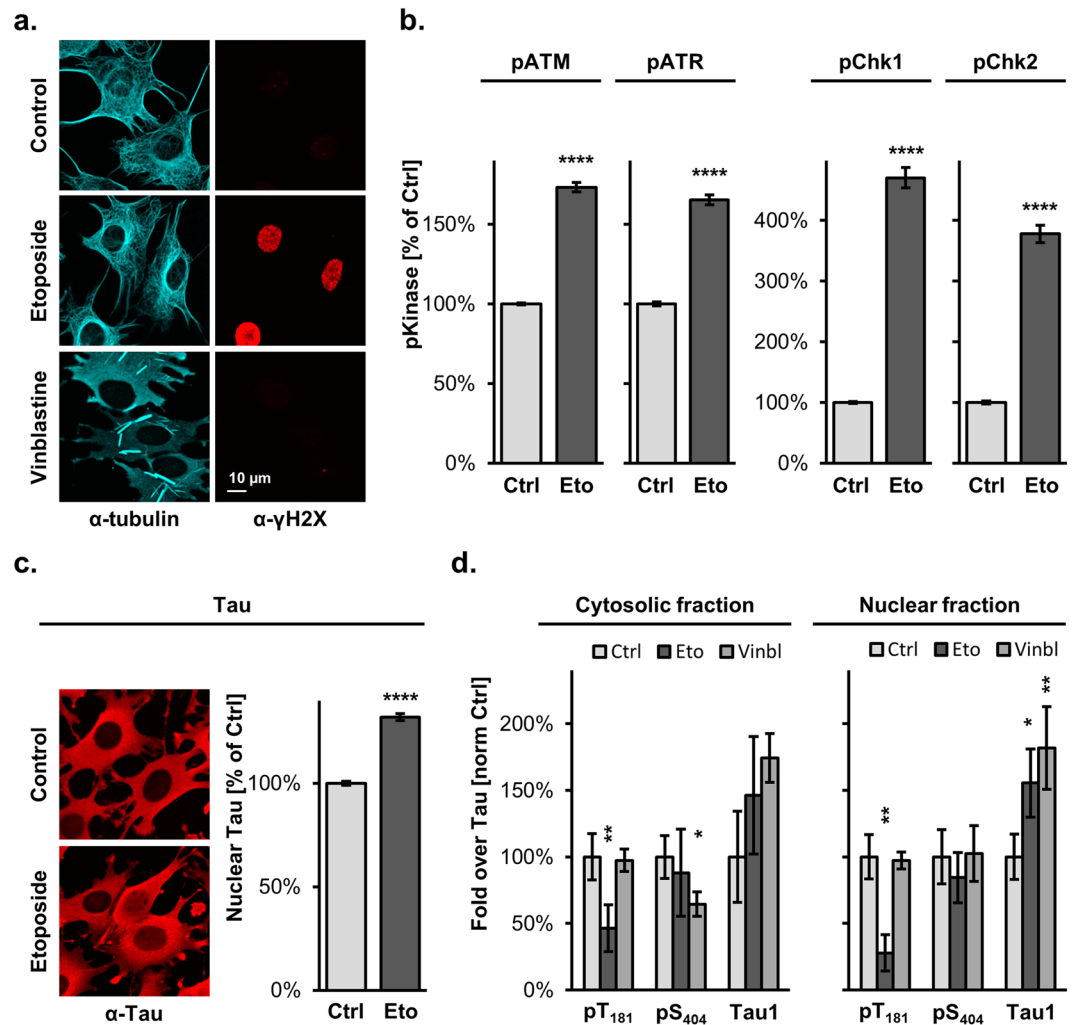 a.
Control
Etoposide
Vinblastine
10 µm
α-tubulin
α-γH2X
b.
pATM
pATR
pChk1
pChk2
pKinase [% of Ctrl]
150%
100%
50%
0%
****
****
Ctrl
Eto
Ctrl
Eto
400%
300%
200%
100%
0%
****
****
Ctrl
Eto
Ctrl
Eto
c.
Tau
Control
Etoposide
α-Tau
Nuclear Tau [% of Ctrl]
100%
50%
0%
****
Ctrl
Eto
d.
Cytosolic fraction
Nuclear fraction
Ctrl Eto Vinbl
Ctrl Eto Vinbl
Fold over Tau [norm Ctrl]
200%
150%
100%
50%
0%
**
*
**
*
**
pT₁₈₁ pS₄₀₄ Tau1
pT₁₈₁ pS₄₀₄ Tau1